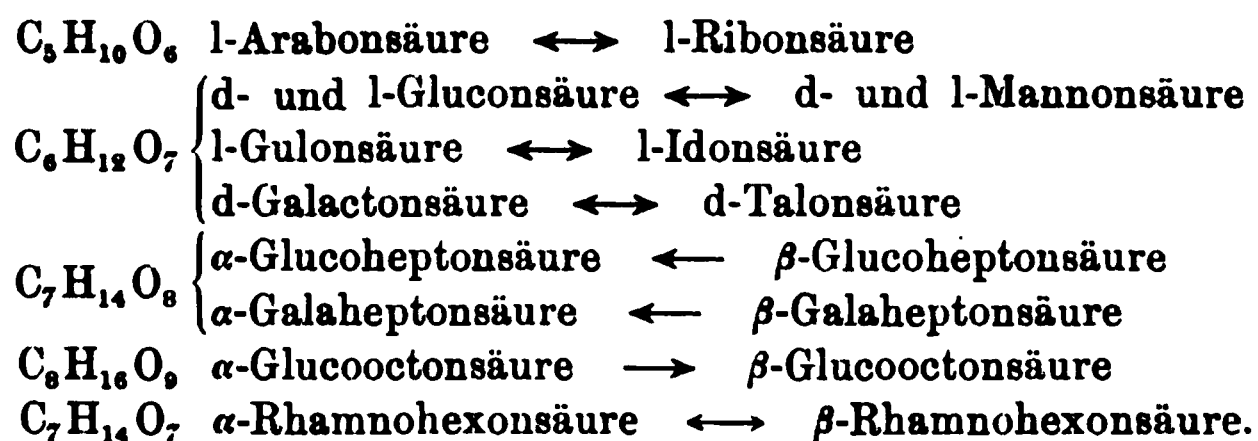 C₅H₁₀O₆ l-Arabonsäure ⟷ l-Ribonsäure
d- und l-Gluconsäure ⟷ d- und l-Mannonsäure
C₆H₁₂O₇ l-Gulonsäure ⟷ l-Idonsäure
d-Galactonsäure ⟷ d-Talonsäure
α-Glucoheptonsäure ⟵ β-Glucoheptonsäure
C₇H₁₄O₈
α-Galaheptonsäure ⟵ β-Galaheptonsäure
C₈H₁₆O₉ α-Glucooctonsäure ⟶ β-Glucooctonsäure
C₇H₁₄O₇ α-Rhamnohexonsäure ⟷ β-Rhamnohexonsäure.